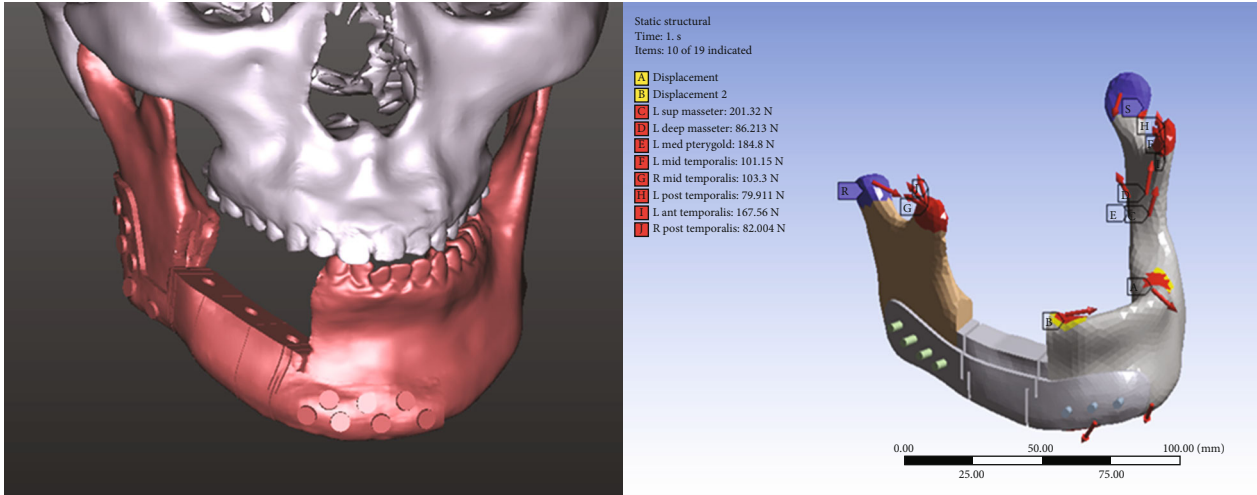 Static structural
Time: 1. s
Items: 10 of 19 indicated
A Displacement
B Displacement 2
C L sup masseter: 201.32 N
D L deep masseter: 86.213 N
E L med pterygold: 184.8 N
F L mid temporalis: 101.15 N
G R mid temporalis: 103.3 N
H L post temporalis: 79.911 N
I L ant temporalis: 167.56 N
J R post temporalis: 82.004 N
S
H
R
G
E
A
B
0.00 50.00 100.00 (mm)
25.00 75.00